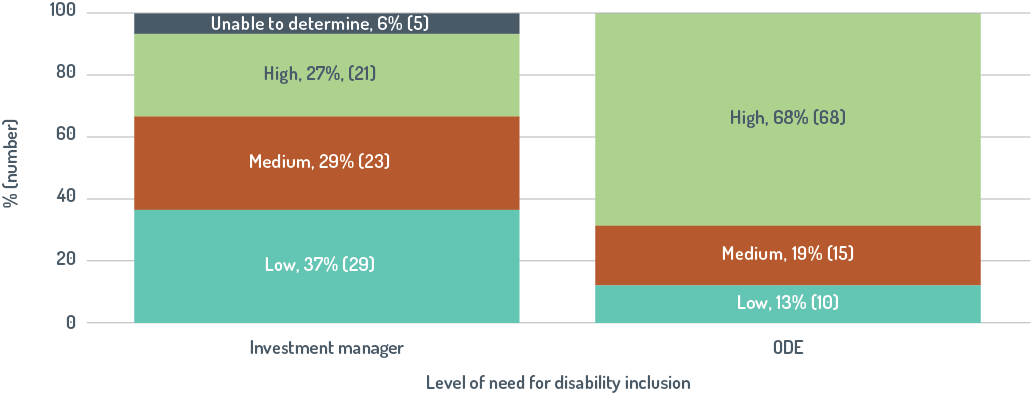 % (number)
100
80
60
40
20
0
Unable to determine, 6% (5)
High, 27%, (21)
Medium, 29% (23)
Low, 37% (29)
High, 68% (68)
Medium, 19% (15)
Low, 13% (10)
Investment manager
ODE
Level of need for disability inclusion